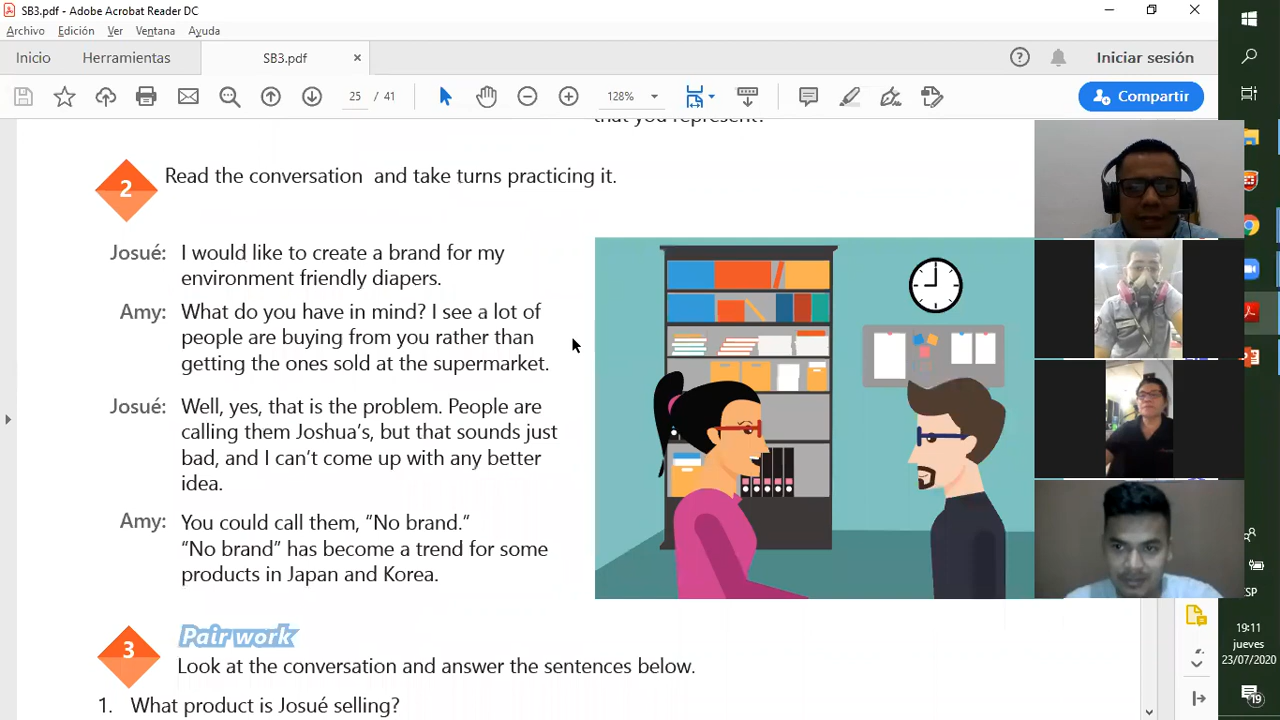 SB3.pdf - Adobe Acrobat Reader DC
Archivo Edición Ver Ventana Ayuda
Inicio Herramientas SB3.pdf × Iniciar sesión
25 / 41 128% Compartir
that you represent?
2 Read the conversation and take turns practicing it.
Josué: I would like to create a brand for my
environment friendly diapers.
Amy: What do you have in mind? I see a lot of
people are buying from you rather than
getting the ones sold at the supermarket.
Josué: Well, yes, that is the problem. People are
calling them Joshua’s, but that sounds just
bad, and I can’t come up with any better
idea.
Amy: You could call them, “No brand.”
“No brand” has become a trend for some
products in Japan and Korea.
3 Pair work
Look at the conversation and answer the sentences below.
1. What product is Josué selling?
ESP
19:11
jueves
23/07/2020
19